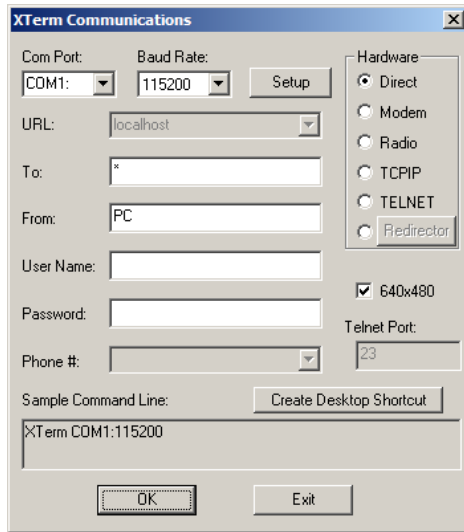 XTerm Communications
Com Port: Baud Rate: Hardware
COM1: 115200 Setup Direct
Modem
URL: localhost
Radio
To: * TCPIP
TELNET
From: PC Redirector
User Name:
640x480
Password:
Telnet Port:
Phone #: 23
Sample Command Line: Create Desktop Shortcut
XTerm COM1:115200
OK Exit